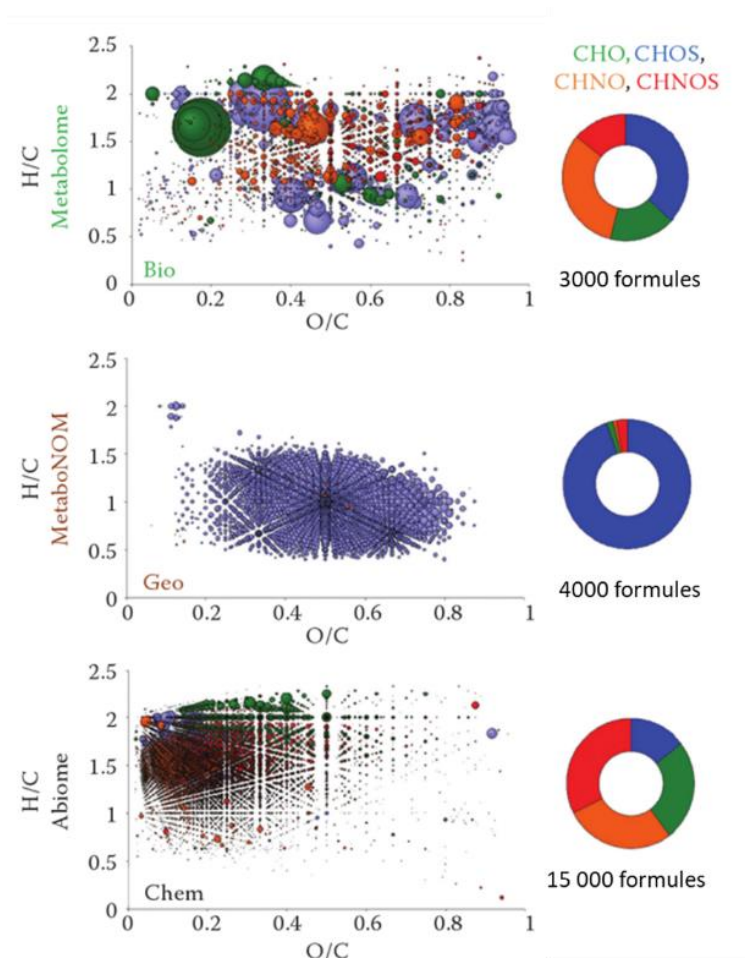 CHO, CHOS,
CHNO, CHNOS
2.5
2
1.5
1
0.5
0
H/C
Metabolome
Bio
0 0.2 0.4 0.6 0.8 1
O/C
3000 formules
2.5
2
1.5
1
0.5
0
H/C
MetaboNOM
Geo
0 0.2 0.4 0.6 0.8 1
O/C
4000 formules
2.5
2
1.5
1
0.5
0
H/C
Abiome
Chem
0 0.2 0.4 0.6 0.8 1
O/C
15 000 formules